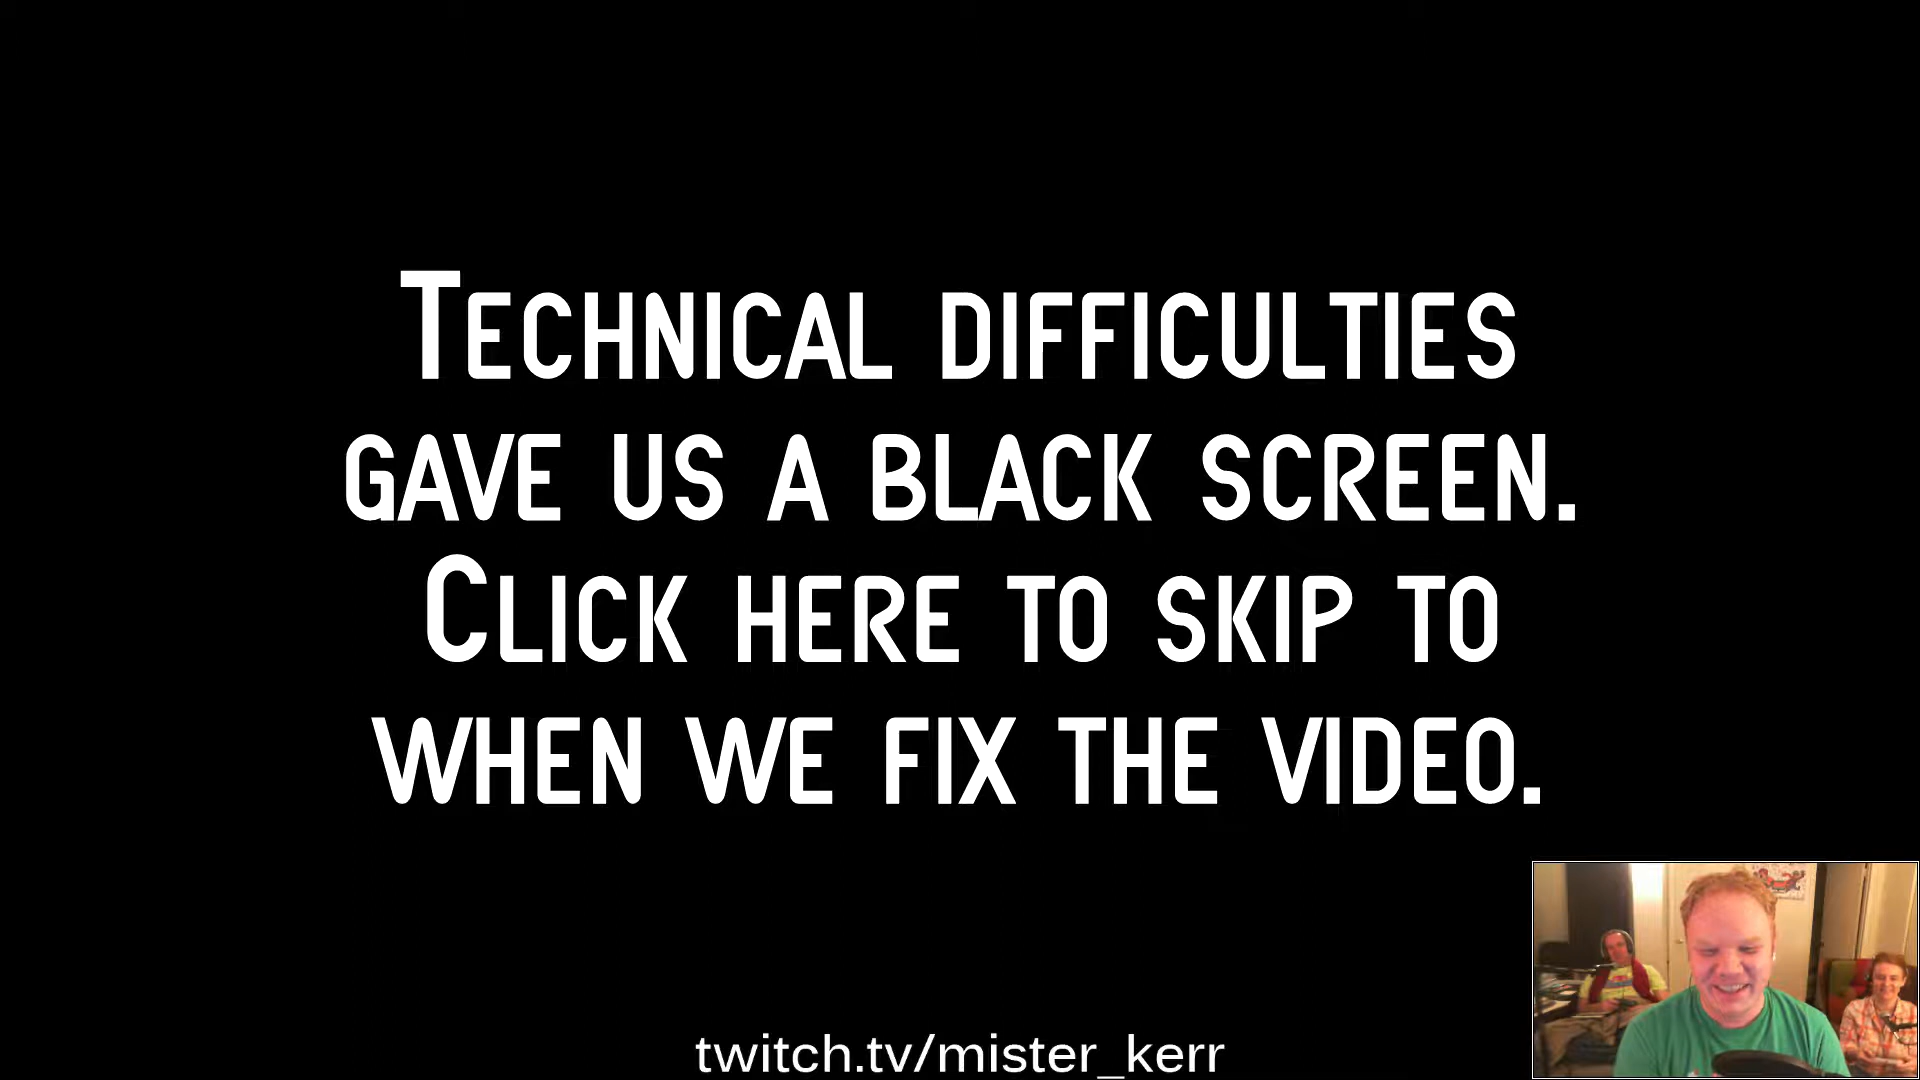 Technical difficulties
gave us a black screen.
Click here to skip to
when we fix the video.
twitch.tv/mister_kerr